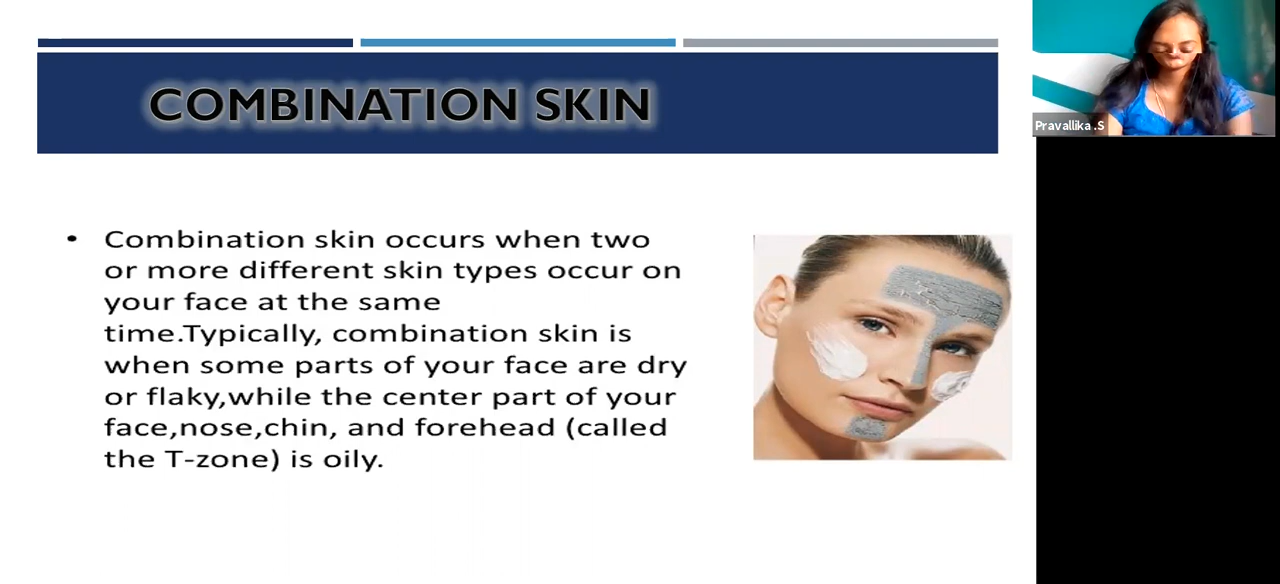 COMBINATION SKIN
• Combination skin occurs when two
or more different skin types occur on
your face at the same
time.Typically, combination skin is
when some parts of your face are dry
or flaky,while the center part of your
face,nose,chin, and forehead (called
the T-zone) is oily.
Pravallika .S